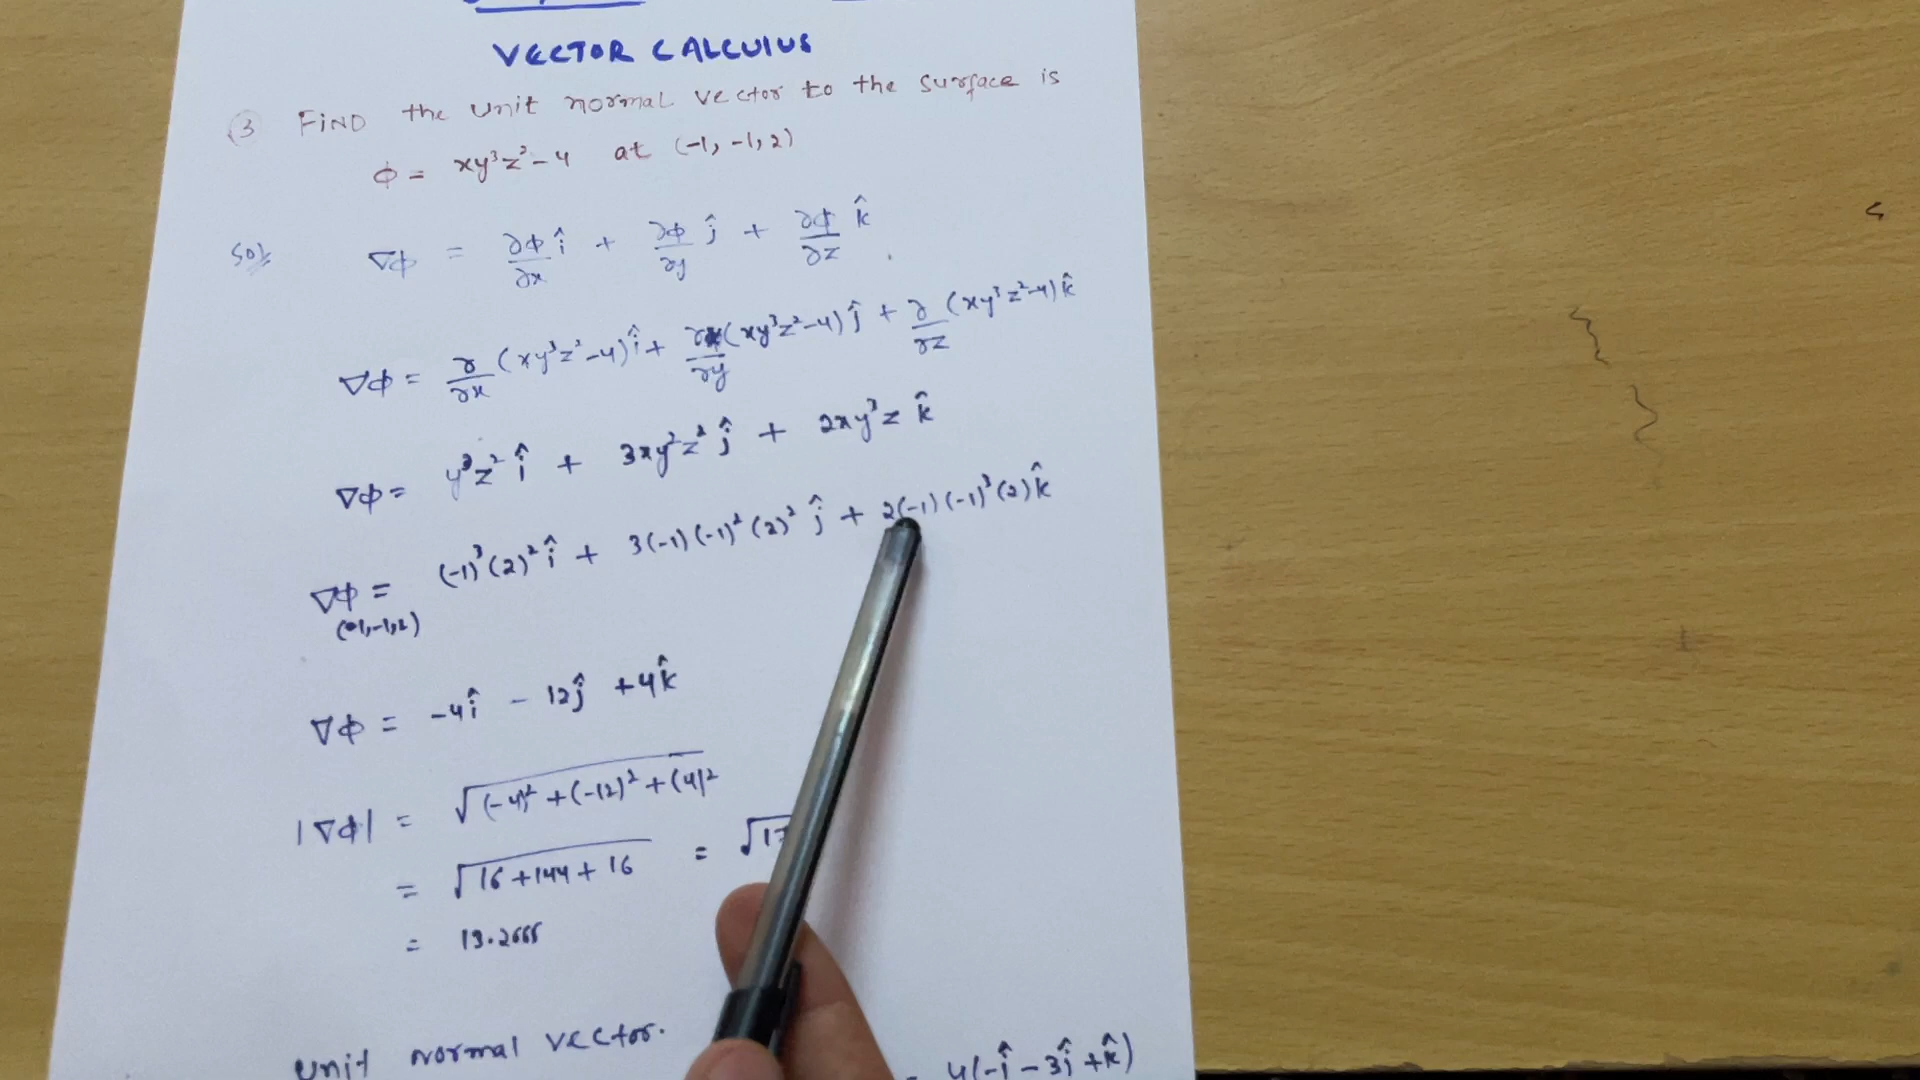 VECTOR CALCULUS
(3 FIND the unit normal vector to the surface is
φ = xy³z² - 4 at (-1, -1, 2)
Sol: ∇φ = ∂φ/∂x î + ∂φ/∂y ĵ + ∂φ/∂z k̂
∇φ = ∂/∂x (xy³z² - 4) î + ∂/∂y (xy³z² - 4) ĵ + ∂/∂z (xy³z² - 4) k̂
∇φ = y³z² î + 3xy²z² ĵ + 2xy³z k̂
∇φ = (-1)³(2)² î + 3(-1)(-1)²(2)² ĵ + 2(-1)(-1)³(2) k̂
(-1,-1,2)
∇φ = -4î - 12ĵ + 4k̂
|∇φ| = √(-4)² + (-12)² + (4)²
= √16 + 144 + 16 = √17
= 13.2665
Unit normal vector.
4(-î - 3ĵ + k̂)